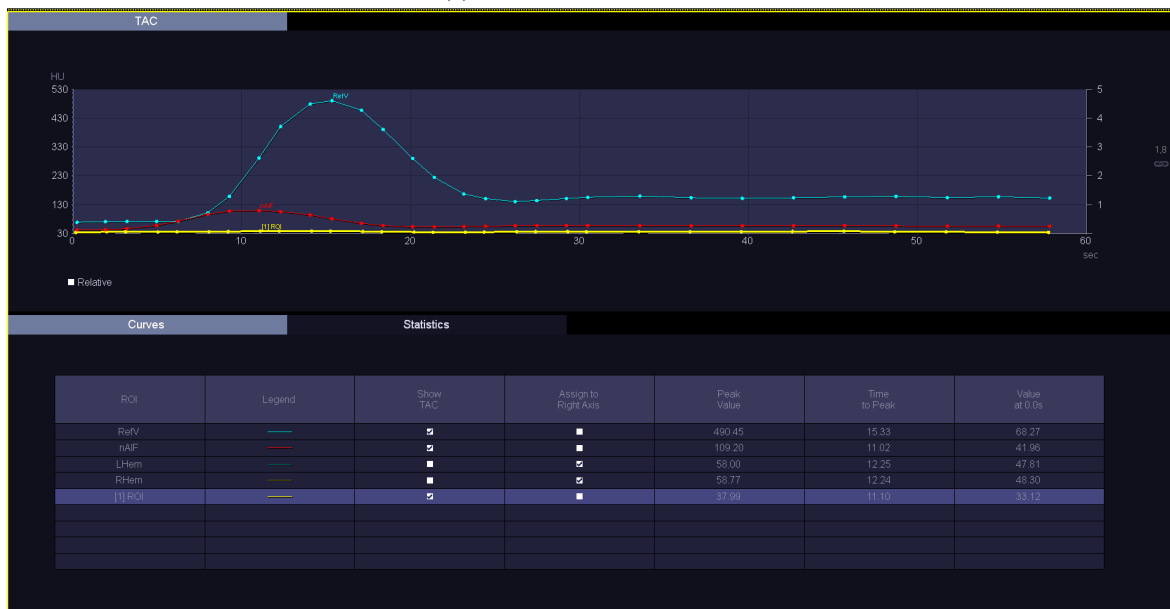 TAC
HU
530
430
330
230
130
30
RefV
nAIF
[1] ROI
5
4
3
2
1
1,8
0 10 20 30 40 50 60
sec
Relative
Curves Statistics
ROI Legend Show TAC Assign to Right Axis Peak Value Time to Peak Value at 0.0s
RefV 490.45 15.33 68.27
nAIF 109.20 11.02 41.96
LHem 58.00 12.25 47.81
RHem 58.77 12.24 48.30
[1] ROI 37.99 11.10 33.12